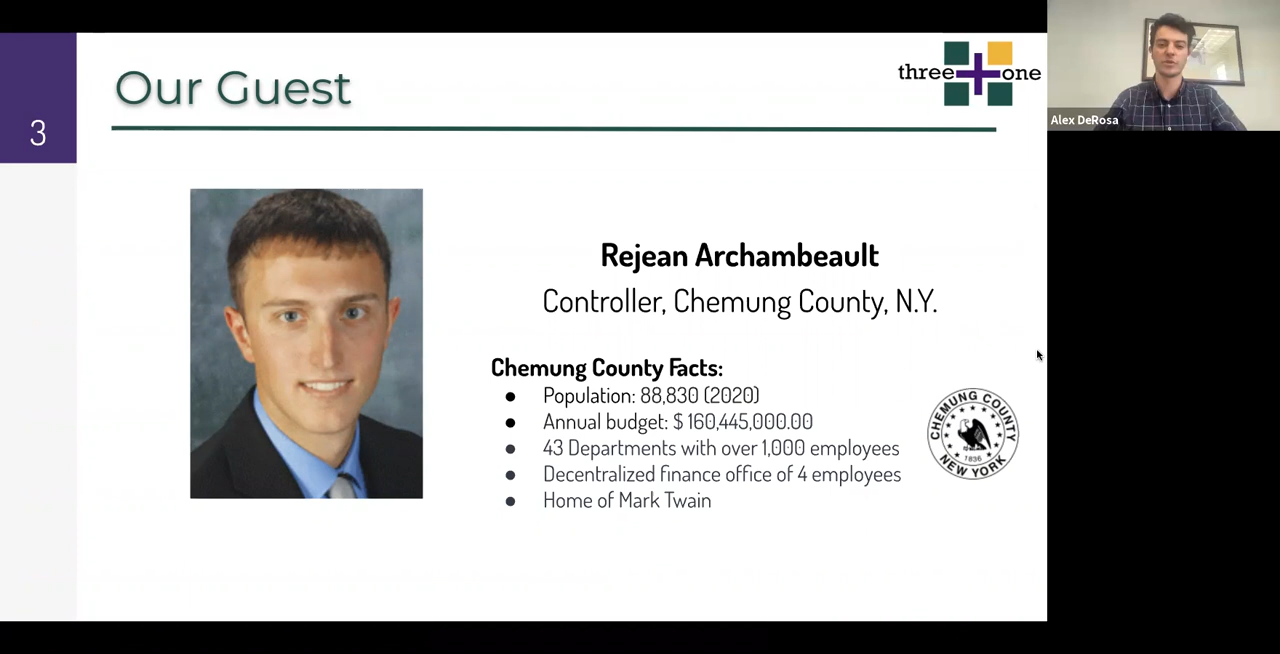 3
Our Guest
three one
Alex DeRosa
Rejean Archambeault
Controller, Chemung County, N.Y.
Chemung County Facts:
● Population: 88,830 (2020)
● Annual budget: $ 160,445,000.00
● 43 Departments with over 1,000 employees
● Decentralized finance office of 4 employees
● Home of Mark Twain
CHEMUNG COUNTY
1836
NEW YORK